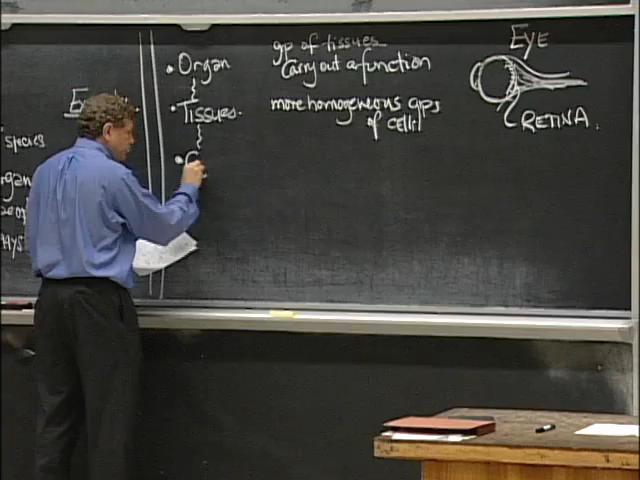 species
• Organ
• Tissues.
gp of tissues
Carry out a function
more homogeneous gps
of cells
EYE
RETINA.